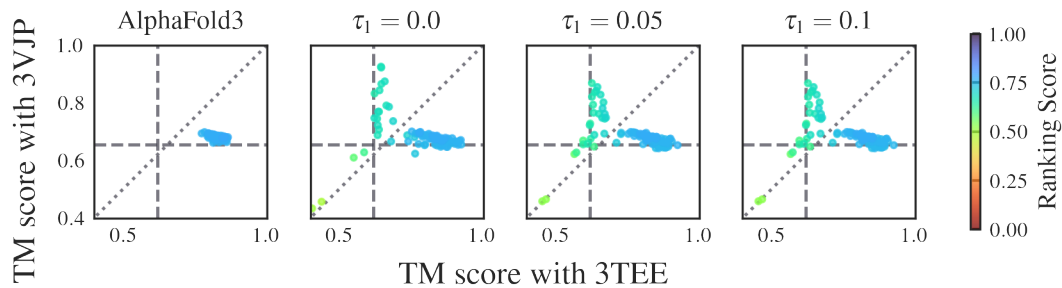 AlphaFold3
τ₁ = 0.0
τ₁ = 0.05
τ₁ = 0.1
TM score with 3VJP
1.0
0.8
0.6
0.4
0.5
1.0
0.5
1.0
0.5
1.0
0.5
1.0
TM score with 3TEE
1.00
0.75
0.50
0.25
0.00
Ranking Score